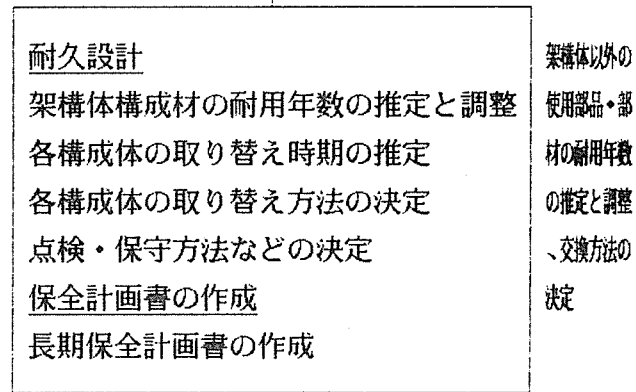 耐久設計
架構体構成材の耐用年数の推定と調整
各構成体の取り替え時期の推定
各構成体の取り替え方法の決定
点検・保守方法などの決定
保全計画書の作成
長期保全計画書の作成
架構体以外の
使用部品・部
材の耐用年数
の推定と調整
、交換方法の
決定